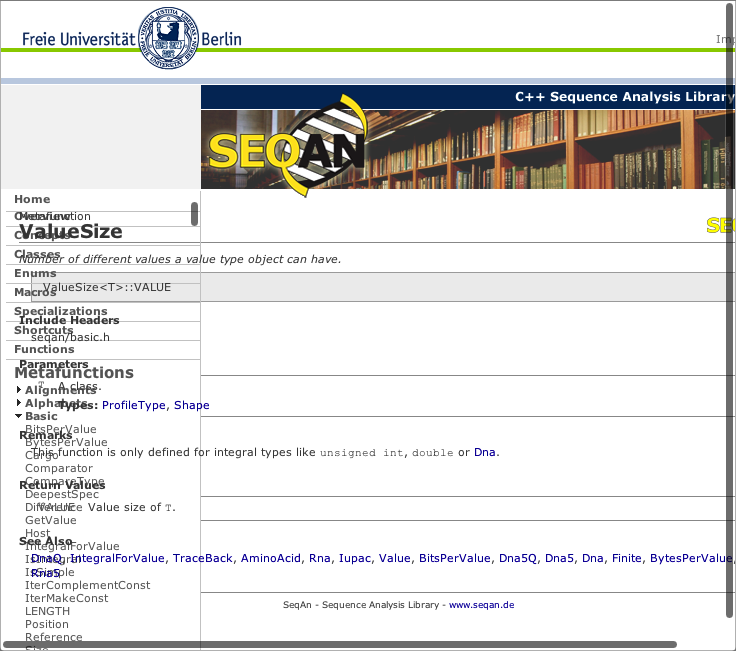 Freie Universität Berlin
C++ Sequence Analysis Library
SEQAN
Home
Overview
Metafunction
ValueSize
Concepts
Classes
Number of different values a value type object can have.
Enums
ValueSize<T>::VALUE
Macros
Specializations
Include Headers
Shortcuts
seqan/basic.h
Functions
Parameters
Metafunctions
T A class.
Alignments
Alphabets
Types: ProfileType, Shape
Basic
BitsPerValue
Remarks
BytesPerValue
This function is only defined for integral types like unsigned int, double or Dna.
Cargo
Comparator
CompareType
Return Values
DeepestSpec
Difference
VALUE Value size of T.
GetValue
Host
See Also
IntegralForValue
IsIntegral
DnaQ, IntegralForValue, TraceBack, AminoAcid, Rna, Iupac, Value, BitsPerValue, Dna5Q, Dna5, Dna, Finite, BytesPerValue,
IsSimple
Rna5
IterComplementConst
IterMakeConst
SeqAn - Sequence Analysis Library - www.seqan.de
LENGTH
Position
Reference
Size